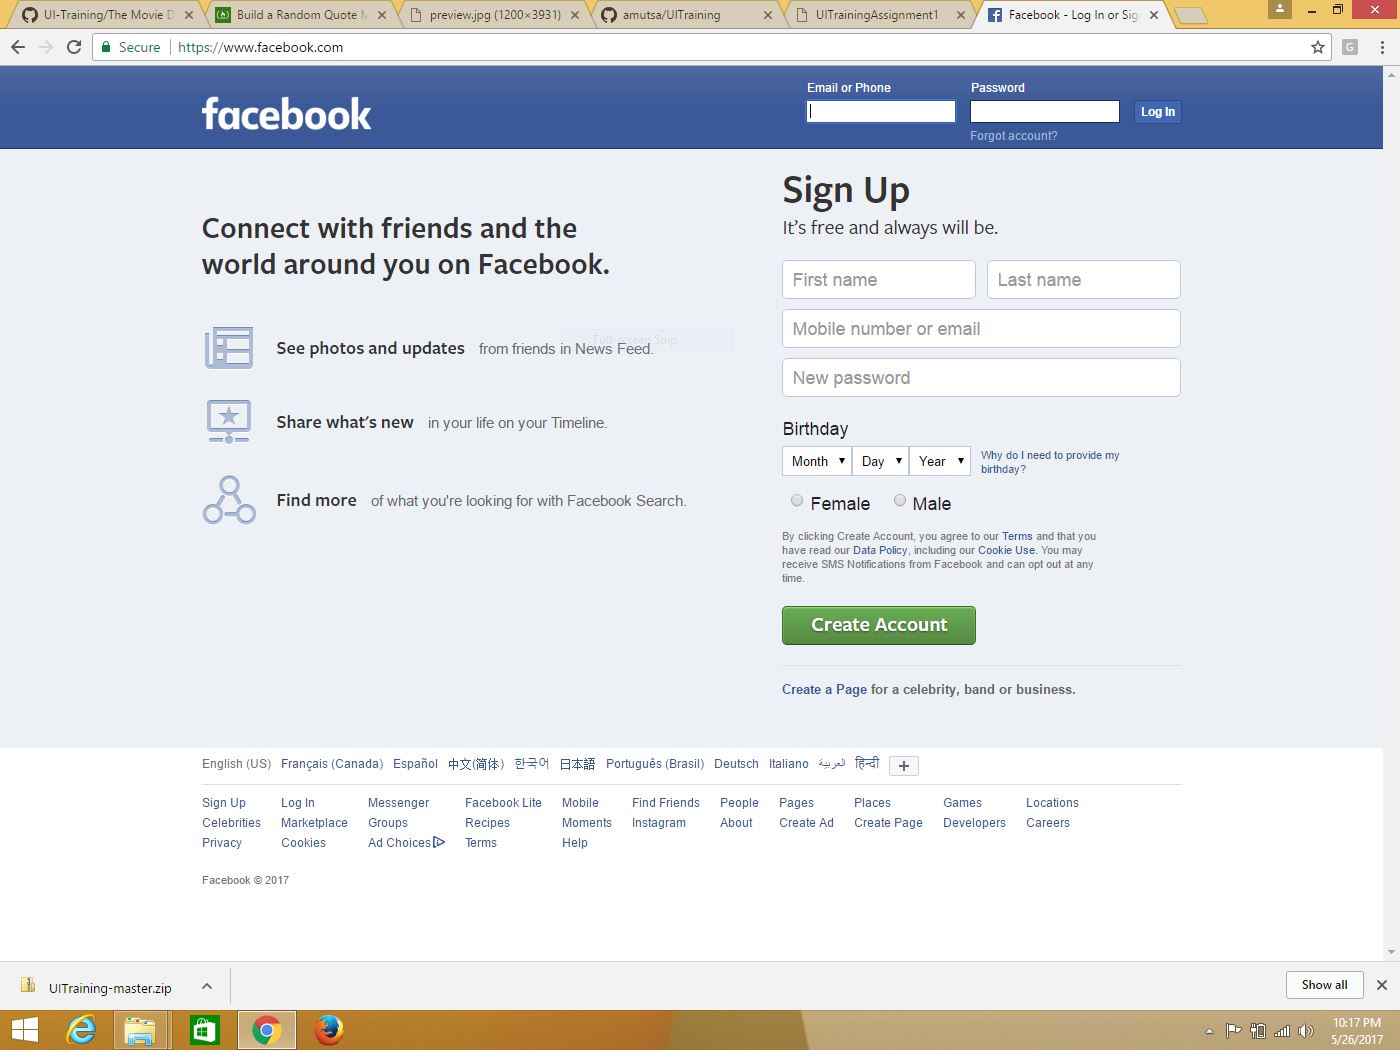 UI-Training/The Movie D
Build a Random Quote M
preview.jpg (1200×3931)
amutsa/UITraining
UITrainingAssignment1
Facebook - Log In or Sig
Secure
https://www.facebook.com
G
facebook
Email or Phone
Password
Log In
Forgot account?
Connect with friends and the
world around you on Facebook.
See photos and updates from friends in News Feed.
Full-screen Snip
Share what's new in your life on your Timeline.
Find more of what you're looking for with Facebook Search.
Sign Up
It's free and always will be.
First name
Last name
Mobile number or email
New password
Birthday
Month
Day
Year
Why do I need to provide my
birthday?
Female
Male
By clicking Create Account, you agree to our Terms and that you
have read our Data Policy, including our Cookie Use. You may
receive SMS Notifications from Facebook and can opt out at any
time.
Create Account
Create a Page for a celebrity, band or business.
English (US) Français (Canada) Español 中文(简体) 한국어 日本語 Português (Brasil) Deutsch Italiano العربية हिन्दी +
Sign Up Log In Messenger Facebook Lite Mobile Find Friends People Pages Places Games Locations
Celebrities Marketplace Groups Recipes Moments Instagram About Create Ad Create Page Developers Careers
Privacy Cookies Ad Choices Terms Help
Facebook © 2017
UITraining-master.zip
Show all
10:17 PM
5/26/2017